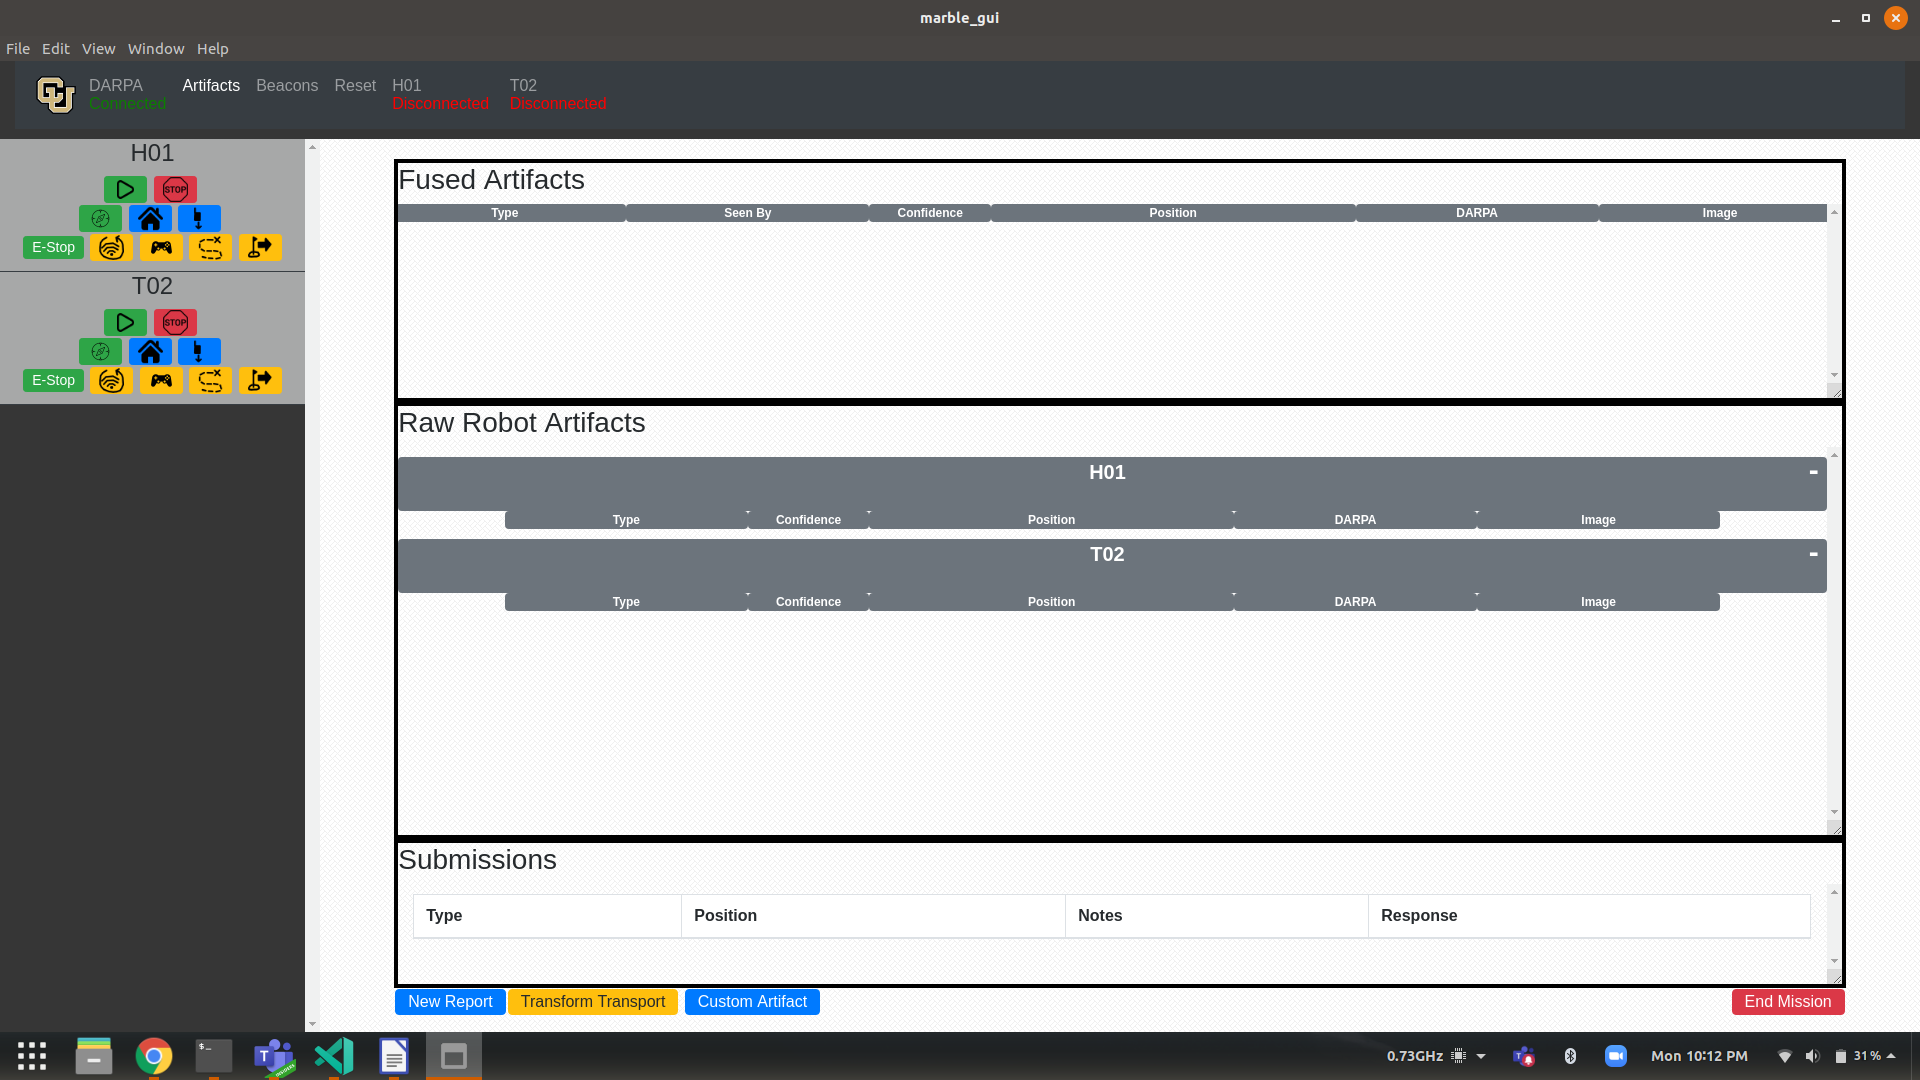 marble_gui
File Edit View Window Help
DARPA Artifacts Beacons Reset H01 T02
Connected Disconnected Disconnected
H01
STOP
E-Stop
T02
STOP
E-Stop
Fused Artifacts
Type Seen By Confidence Position DARPA Image
Raw Robot Artifacts
H01 -
Type Confidence Position DARPA Image
T02 -
Type Confidence Position DARPA Image
Submissions
Type Position Notes Response
New Report Transform Transport Custom Artifact End Mission
0.73GHz Mon 10:12 PM 31 %